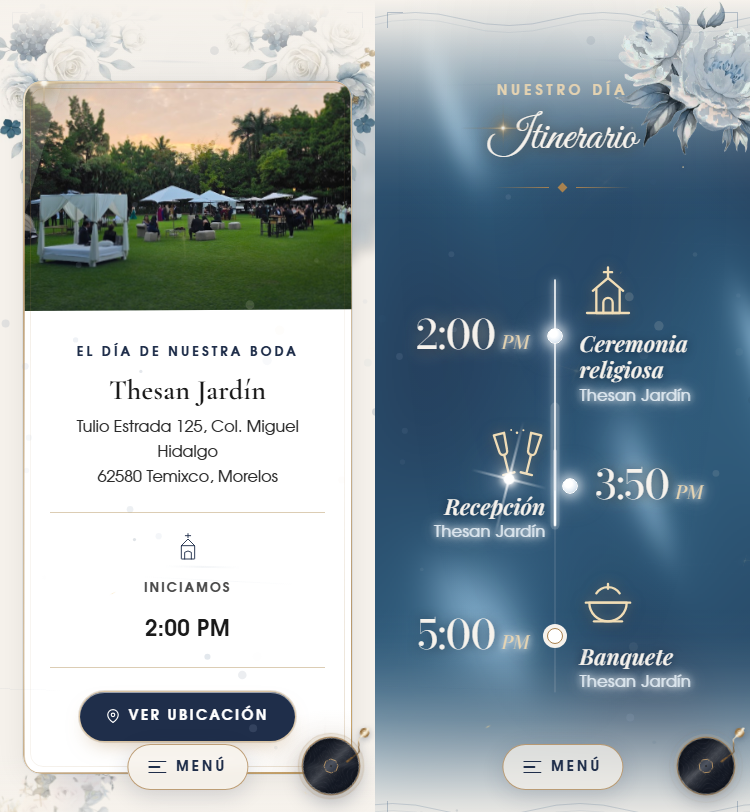 EL DÍA DE NUESTRA BODA
Thesan Jardín
Tulio Estrada 125, Col. Miguel
Hidalgo
62580 Temixco, Morelos
INICIAMOS
2:00 PM
VER UBICACIÓN
MENÚ
NUESTRO DÍA
Itinerario
2:00 PM
Ceremonia
religiosa
Thesan Jardín
Recepción
Thesan Jardín
3:50 PM
5:00 PM
Banquete
Thesan Jardín
MENÚ